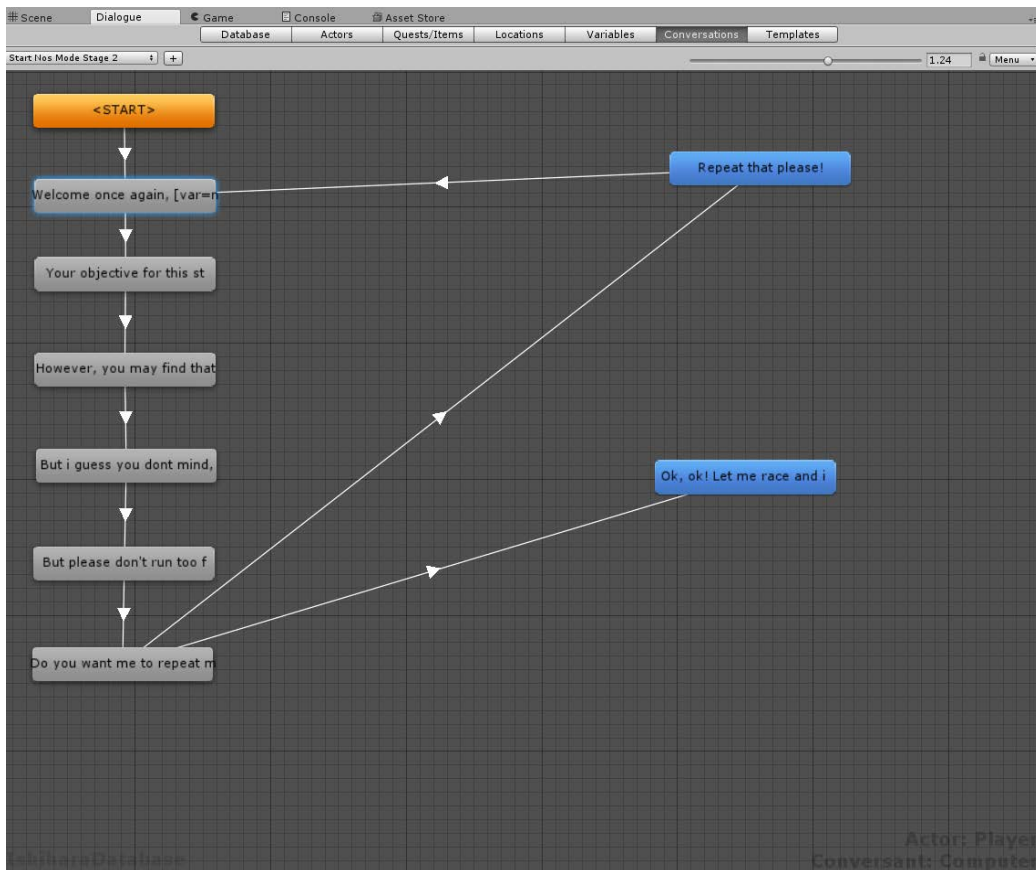 Scene Dialogue Game Console Asset Store
Database Actors Quests/Items Locations Variables Conversations Templates
Start Nos Mode Stage 2 + 1.24 Menu
<START>
Repeat that please!
Welcome once again, [var=n
Your objective for this st
However, you may find that
But i guess you dont mind,
Ok, ok! Let me race and i
But please don't run too f
Do you want me to repeat m
Actor: Player
IshiharaDatabase
Conversant: Computer